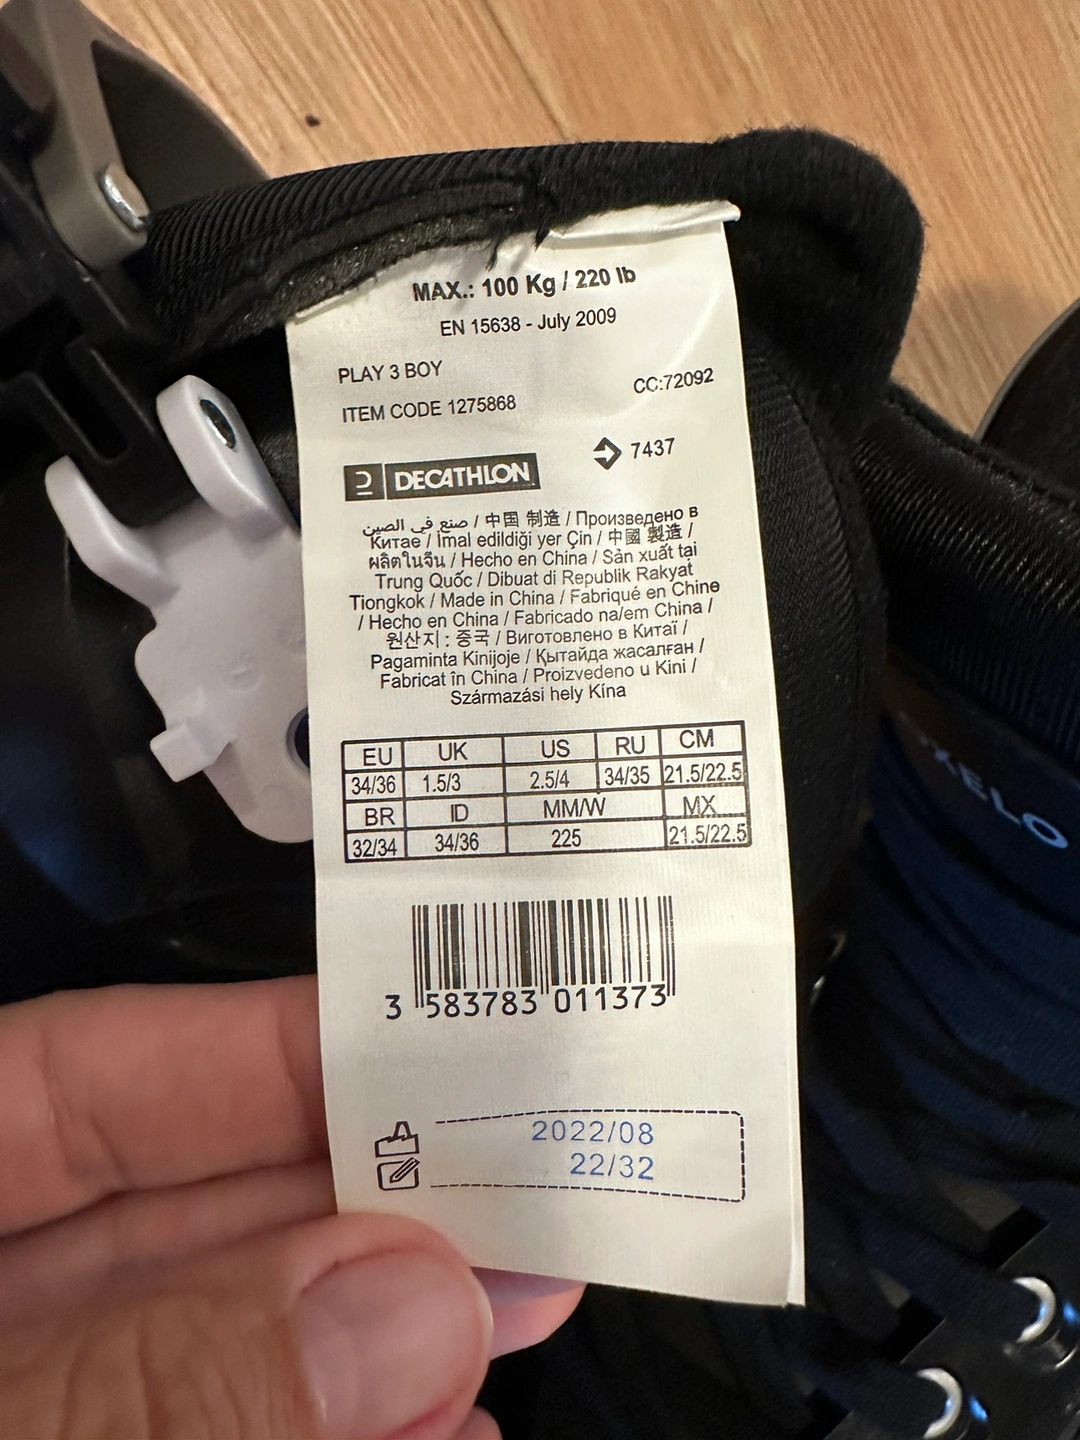 MAX.: 100 Kg / 220 lb
EN 15638 - July 2009
PLAY 3 BOY
CC:72092
ITEM CODE 1275868
7437
DECATHLON
صنع في الصين / 中国 制造 / Произведено в
Китае / İmal edildiği yer Çin / 中國 製造 /
ผลิตในจีน / Hecho en China / Sản xuất tại
Trung Quốc / Dibuat di Republik Rakyat
Tiongkok / Made in China / Fabriqué en Chine
/ Hecho en China / Fabricado na/em China /
원산지 : 중국 / Виготовлено в Китаї /
Pagaminta Kinijoje / Қытайда жасалған /
Fabricat în China / Proizvedeno u Kini /
Származási hely Kína
EU UK US RU CM
34/36 1.5/3 2.5/4 34/35 21.5/22.5
BR ID MM/W MX
32/34 34/36 225 21.5/22.5
3 583783 011373
2022/08
22/32
XELO